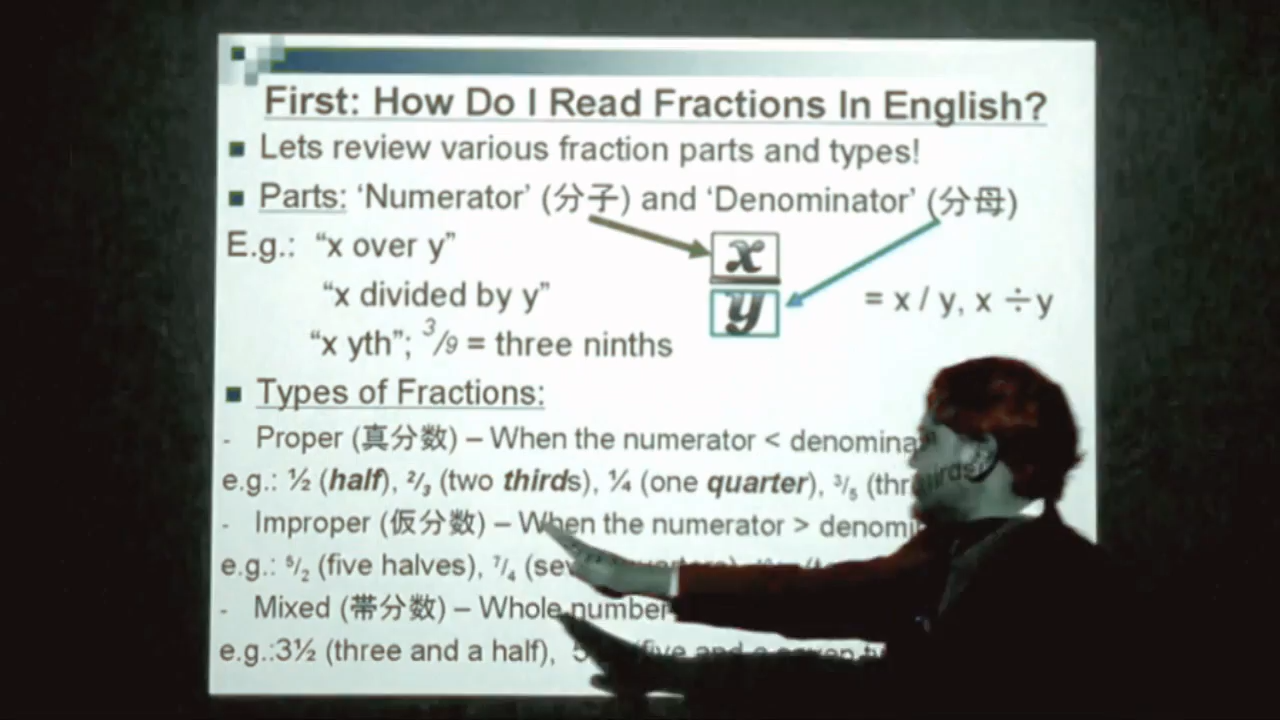 First: How Do I Read Fractions In English?
Lets review various fraction parts and types!
Parts: ‘Numerator’ (分子) and ‘Denominator’ (分母)
E.g.: “x over y”
x
“x divided by y”
y
= x / y, x ÷ y
“x yth”; 3/9 = three ninths
Types of Fractions:
- Proper (真分数) – When the numerator <
e.g.: ½ (half), 2/3 (two thirds), ¼ (one quarter), 3/5
- Improper (仮分数) – When the numerator >
e.g.: 5/2 (five halves), 7/4
- Mixed (帯分数) – Whole number
e.g.:3½ (three and a half),